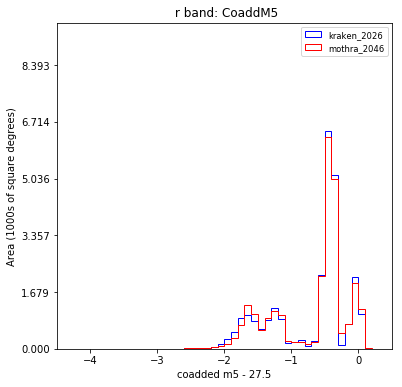 r band: CoaddM5
kraken_2026
mothra_2046
8.393
6.714
5.036
3.357
1.679
0.000
Area (1000s of square degrees)
−4 −3 −2 −1 0
coadded m5 - 27.5